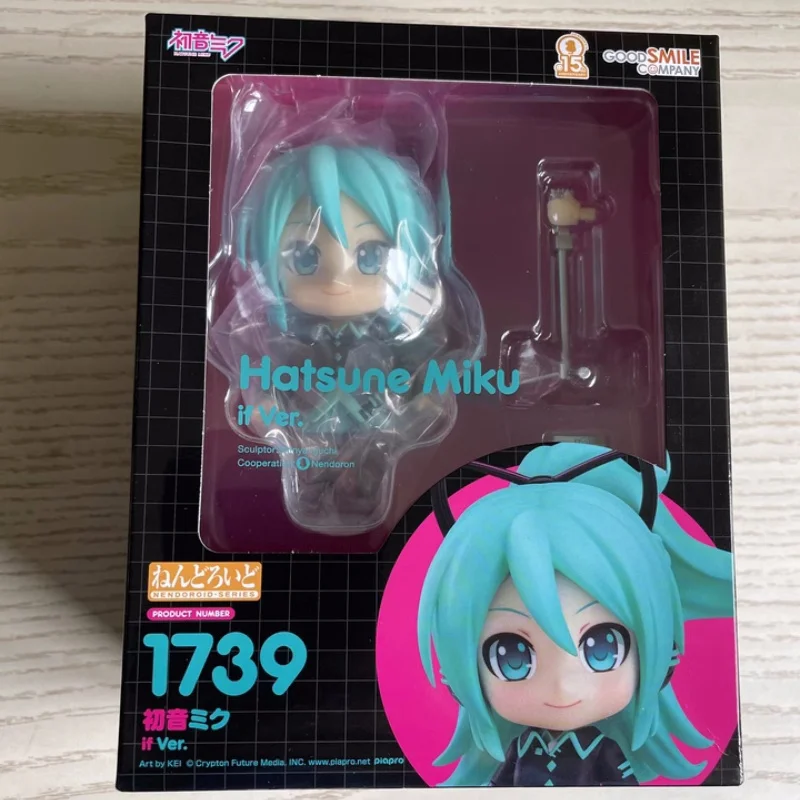 初音ミク
HATSUNE MIKU
15
GOOD SMILE
COMPANY
Hatsune Miku
if Ver.
Cooperation Nendoron
ねんどろいど
NENDOROID-SERIES
PRODUCT NUMBER
1739
初音ミク
if Ver.
Art by KEI © Crypton Future Media, INC. www.piapro.net piapro